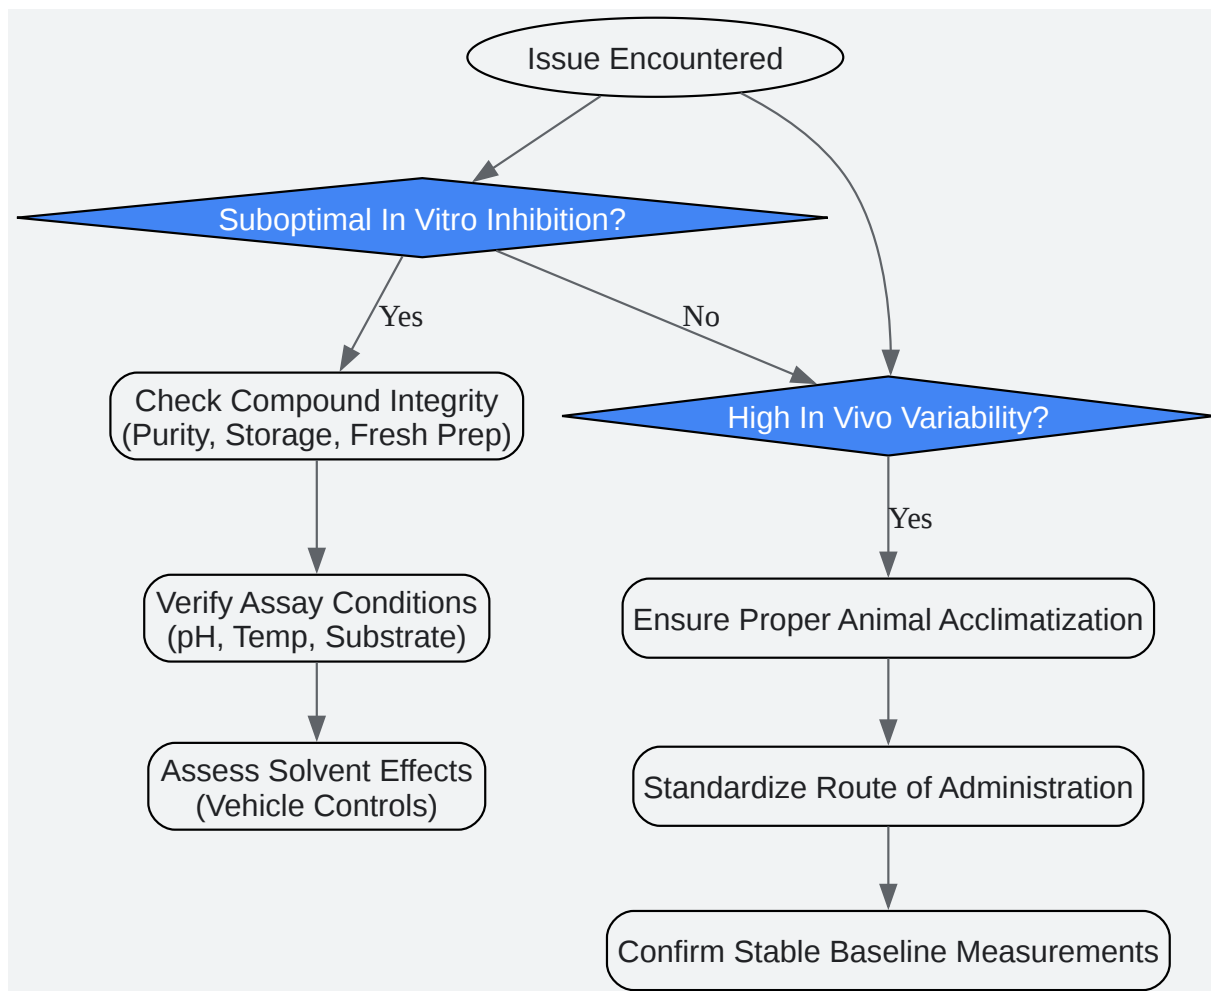 Issue Encountered
Suboptimal In Vitro Inhibition?
Yes
No
Check Compound Integrity
(Purity, Storage, Fresh Prep)
High In Vivo Variability?
Yes
Verify Assay Conditions
(pH, Temp, Substrate)
Ensure Proper Animal Acclimatization
Assess Solvent Effects
(Vehicle Controls)
Standardize Route of Administration
Confirm Stable Baseline Measurements